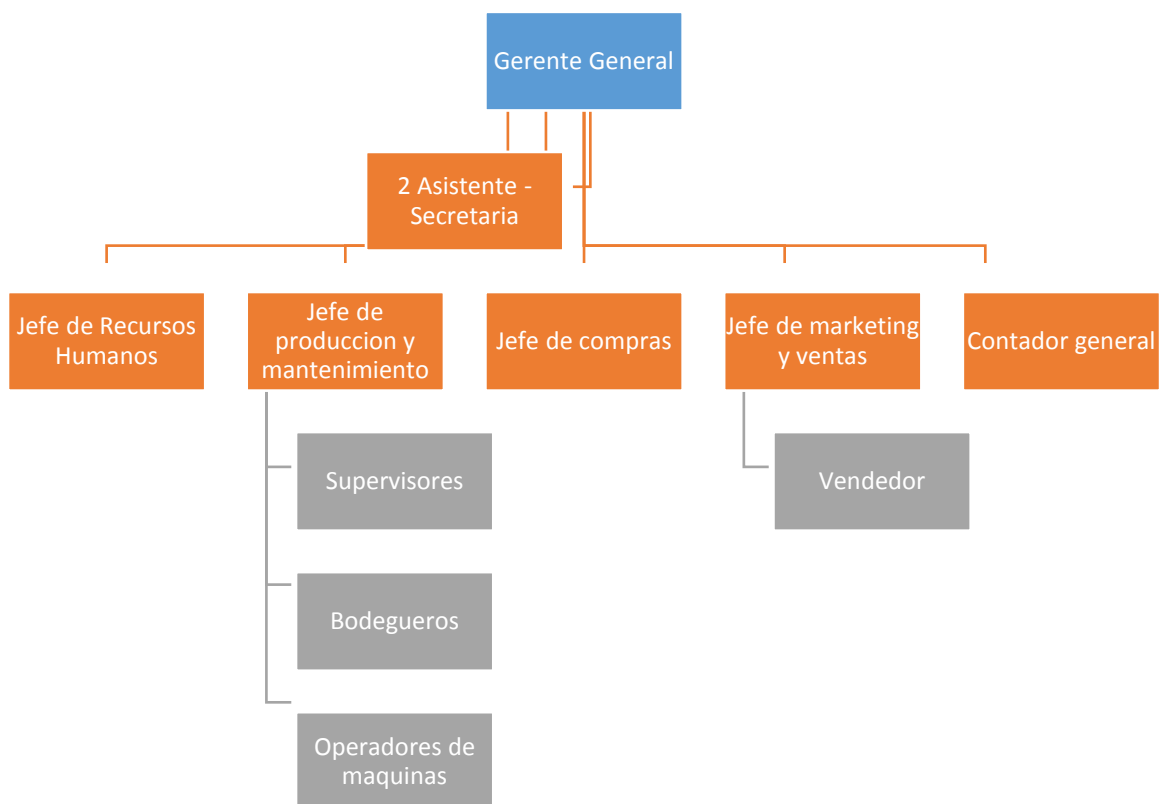 Gerente General
2 Asistente -
Secretaria
Jefe de Recursos
Humanos
Jefe de
produccion y
mantenimiento
Jefe de compras
Jefe de marketing
y ventas
Contador general
Supervisores
Vendedor
Bodegueros
Operadores de
maquinas